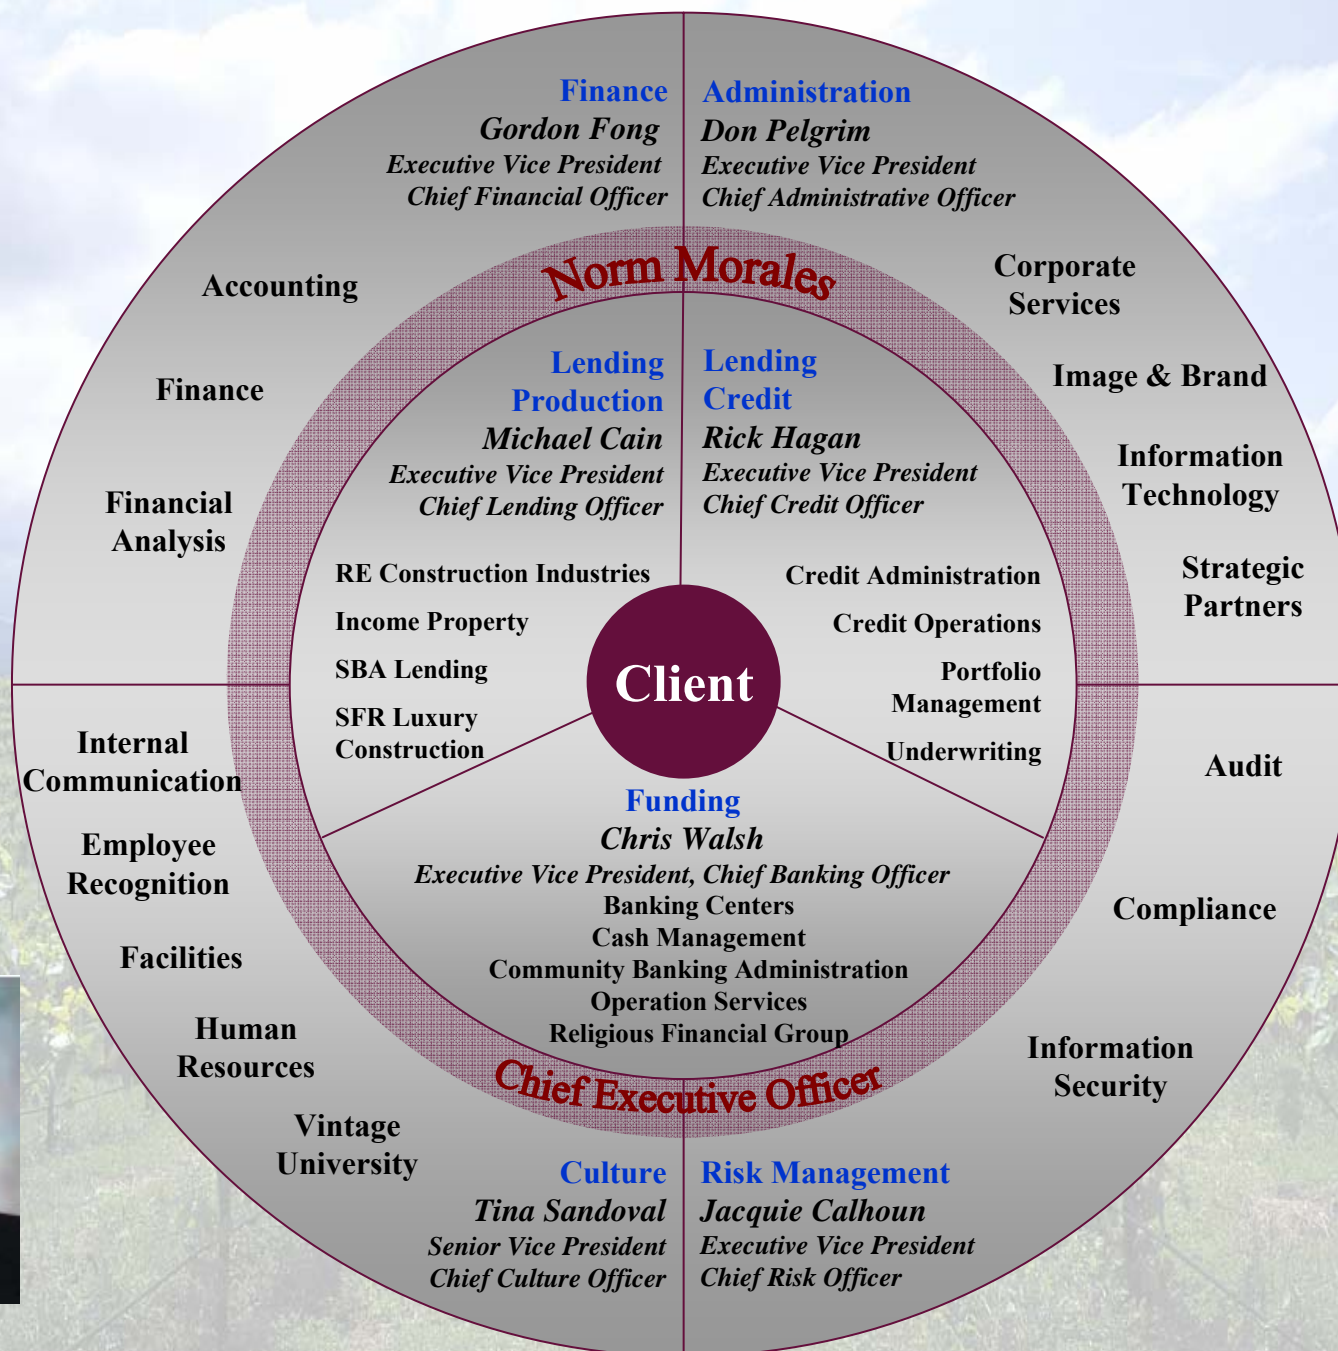 Finance
Gordon Fong
Executive Vice President
Chief Financial Officer
Accounting
Finance
Financial
Analysis
Administration
Don Pelgrim
Executive Vice President
Chief Administrative Officer
Corporate
Services
Image & Brand
Information
Technology
Strategic
Partners
Norm Morales
Lending
Production
Michael Cain
Executive Vice President
Chief Lending Officer
RE Construction Industries
Income Property
SBA Lending
SFR Luxury
Construction
Lending
Credit
Rick Hagan
Executive Vice President
Chief Credit Officer
Credit Administration
Credit Operations
Portfolio
Management
Underwriting
Client
Funding
Chris Walsh
Executive Vice President, Chief Banking Officer
Banking Centers
Cash Management
Community Banking Administration
Operation Services
Religious Financial Group
Chief Executive Officer
Internal
Communication
Employee
Recognition
Facilities
Human
Resources
Vintage
University
Culture
Tina Sandoval
Senior Vice President
Chief Culture Officer
Audit
Compliance
Information
Security
Risk Management
Jacquie Calhoun
Executive Vice President
Chief Risk Officer